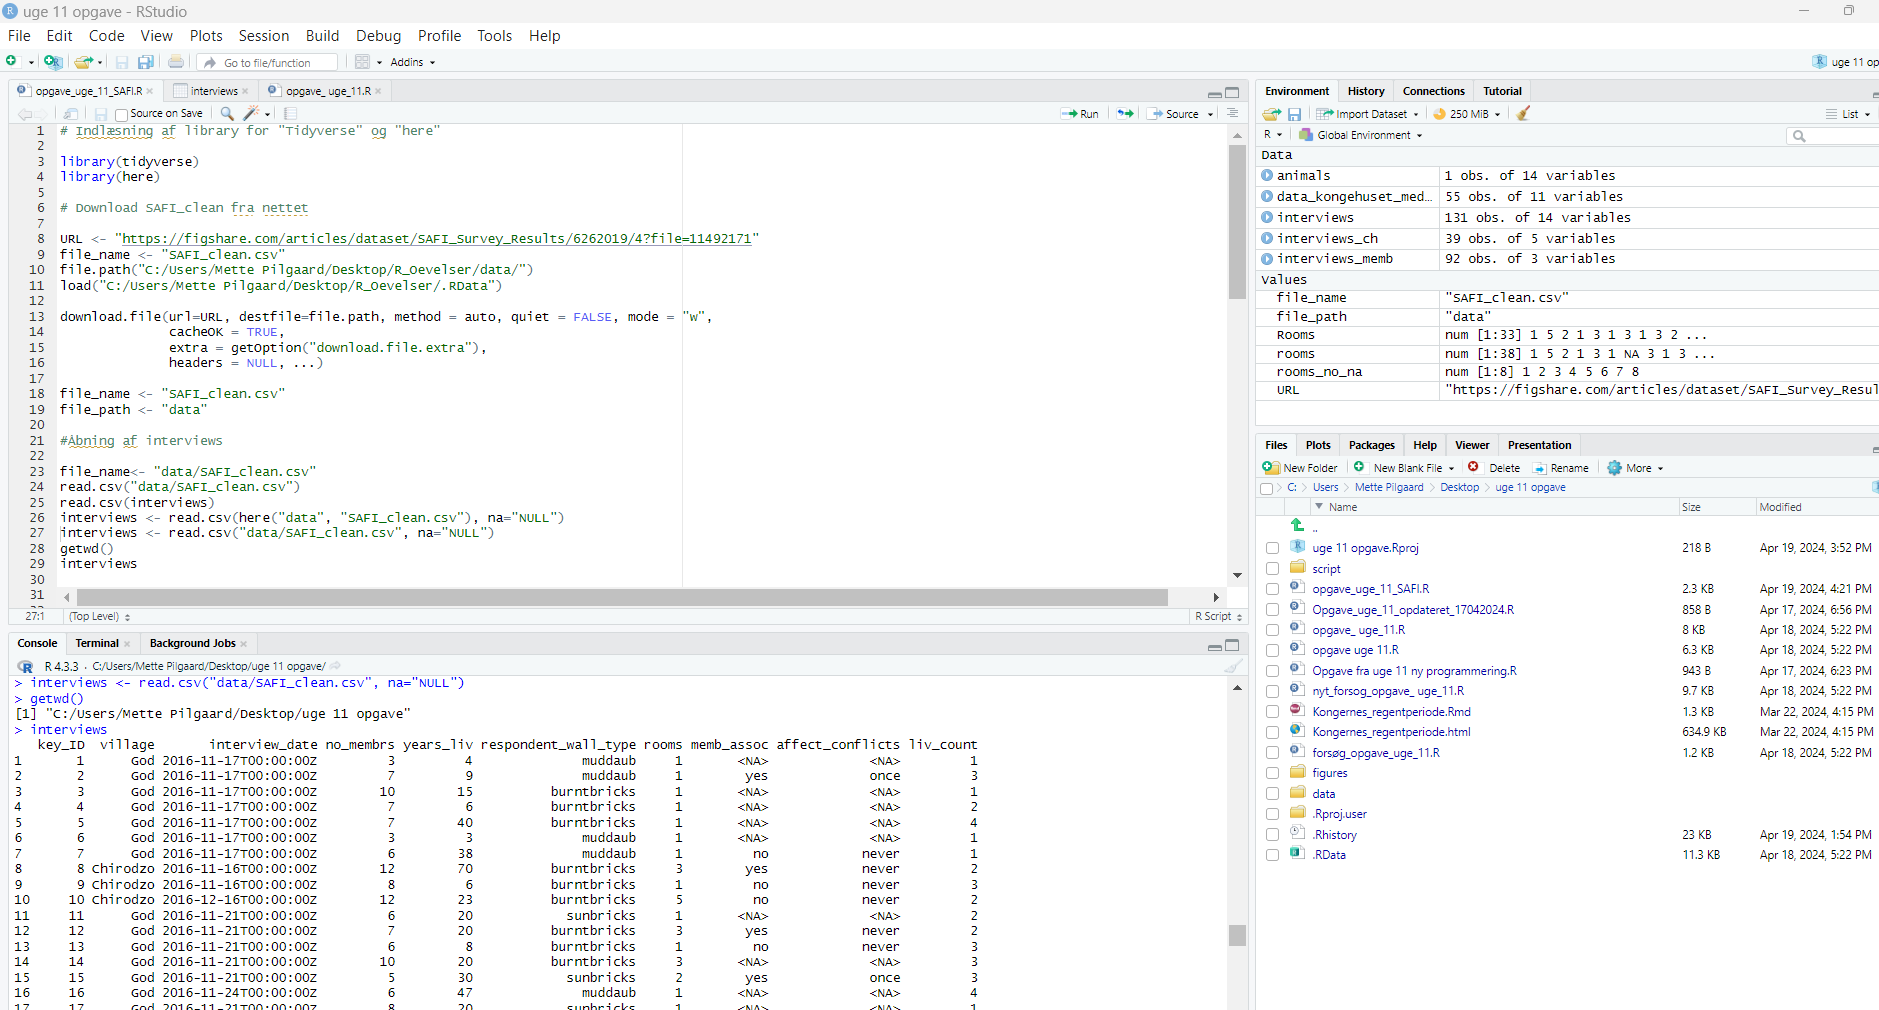 uge 11 opgave - RStudio
File Edit Code View Plots Session Build Debug Profile Tools Help
Go to file/function Addins
uge 11 op
opgave_uge_11_SAFI.R interviews opgave_ uge_11.R
Source on Save Run Source
1 # Indlæsning af library for "Tidyverse" og "here"
2
3 library(tidyverse)
4 library(here)
5
6 # Download SAFI_clean fra nettet
7
8 URL <- "https://figshare.com/articles/dataset/SAFI_Survey_Results/6262019/4?file=11492171"
9 file_name <- "SAFI_clean.csv"
10 file.path("C:/Users/Mette Pilgaard/Desktop/R_Oevelser/data/")
11 load("C:/Users/Mette Pilgaard/Desktop/R_Oevelser/.RData")
12
13 download.file(url=URL, destfile=file.path, method = auto, quiet = FALSE, mode = "w",
14 cacheOK = TRUE,
15 extra = getOption("download.file.extra"),
16 headers = NULL, ...)
17
18 file_name <- "SAFI_clean.csv"
19 file_path <- "data"
20
21 #Åbning af interviews
22
23 file_name<- "data/SAFI_clean.csv"
24 read.csv("data/SAFI_clean.csv")
25 read.csv(interviews)
26 interviews <- read.csv(here("data", "SAFI_clean.csv"), na="NULL")
27 interviews <- read.csv("data/SAFI_clean.csv", na="NULL")
28 getwd()
29 interviews
30
31
27:1 (Top Level) R Script
Console Terminal Background Jobs
R 4.3.3 · C:/Users/Mette Pilgaard/Desktop/uge 11 opgave/
> interviews <- read.csv("data/SAFI_clean.csv", na="NULL")
> getwd()
[1] "C:/Users/Mette Pilgaard/Desktop/uge 11 opgave"
> interviews
key_ID village interview_date no_membrs years_liv respondent_wall_type rooms memb_assoc affect_conflicts liv_count
1 1 God 2016-11-17T00:00:00Z 3 4 muddaub 1 <NA> <NA> 1
2 2 God 2016-11-17T00:00:00Z 7 9 muddaub 1 yes once 3
3 3 God 2016-11-17T00:00:00Z 10 15 burntbricks 1 <NA> <NA> 1
4 4 God 2016-11-17T00:00:00Z 7 6 burntbricks 1 <NA> <NA> 2
5 5 God 2016-11-17T00:00:00Z 7 40 burntbricks 1 <NA> <NA> 4
6 6 God 2016-11-17T00:00:00Z 3 3 muddaub 1 <NA> <NA> 1
7 7 God 2016-11-17T00:00:00Z 6 38 muddaub 1 no never 1
8 8 Chirodzo 2016-11-16T00:00:00Z 12 70 burntbricks 3 yes never 2
9 9 Chirodzo 2016-11-16T00:00:00Z 8 6 burntbricks 1 no never 3
10 10 Chirodzo 2016-12-16T00:00:00Z 12 23 burntbricks 5 no never 2
11 11 God 2016-11-21T00:00:00Z 6 20 sunbricks 1 <NA> <NA> 2
12 12 God 2016-11-21T00:00:00Z 7 20 burntbricks 3 yes never 2
13 13 God 2016-11-21T00:00:00Z 6 8 burntbricks 1 no never 3
14 14 God 2016-11-21T00:00:00Z 10 20 burntbricks 3 <NA> <NA> 3
15 15 God 2016-11-21T00:00:00Z 5 30 sunbricks 2 yes once 3
16 16 God 2016-11-24T00:00:00Z 6 47 muddaub 1 <NA> <NA> 4
17 17 God 2016-11-21T00:00:00Z 8 20 sunbricks 1 <NA> <NA> 1
Environment History Connections Tutorial
Import Dataset 250 MiB List
R Global Environment
Data
animals 1 obs. of 14 variables
data_kongehuset_med… 55 obs. of 11 variables
interviews 131 obs. of 14 variables
interviews_ch 39 obs. of 5 variables
interviews_memb 92 obs. of 3 variables
Values
file_name "SAFI_clean.csv"
file_path "data"
Rooms num [1:33] 1 5 2 1 3 1 3 1 3 2 ...
rooms num [1:38] 1 5 2 1 3 1 NA 3 1 3 ...
rooms_no_na num [1:8] 1 2 3 4 5 6 7 8
URL "https://figshare.com/articles/dataset/SAFI_Survey_Resul
Files Plots Packages Help Viewer Presentation
New Folder New Blank File Delete Rename More
C: Users Mette Pilgaard Desktop uge 11 opgave
Name Size Modified
..
uge 11 opgave.Rproj 218 B Apr 19, 2024, 3:52 PM
script
opgave_uge_11_SAFI.R 2.3 KB Apr 19, 2024, 4:21 PM
Opgave_uge_11_opdateret_17042024.R 858 B Apr 17, 2024, 6:56 PM
opgave_ uge_11.R 8 KB Apr 18, 2024, 5:22 PM
opgave uge 11.R 6.3 KB Apr 18, 2024, 5:22 PM
Opgave fra uge 11 ny programmering.R 943 B Apr 17, 2024, 6:23 PM
nyt_forsog_opgave_ uge_11.R 9.7 KB Apr 18, 2024, 5:22 PM
Kongernes_regentperiode.Rmd 1.3 KB Mar 22, 2024, 4:15 PM
Kongernes_regentperiode.html 634.9 KB Mar 22, 2024, 4:15 PM
forsøg_opgave_uge_11.R 1.2 KB Apr 18, 2024, 5:22 PM
figures
data
.Rproj.user
.Rhistory 23 KB Apr 19, 2024, 1:54 PM
.RData 11.3 KB Apr 18, 2024, 5:22 PM